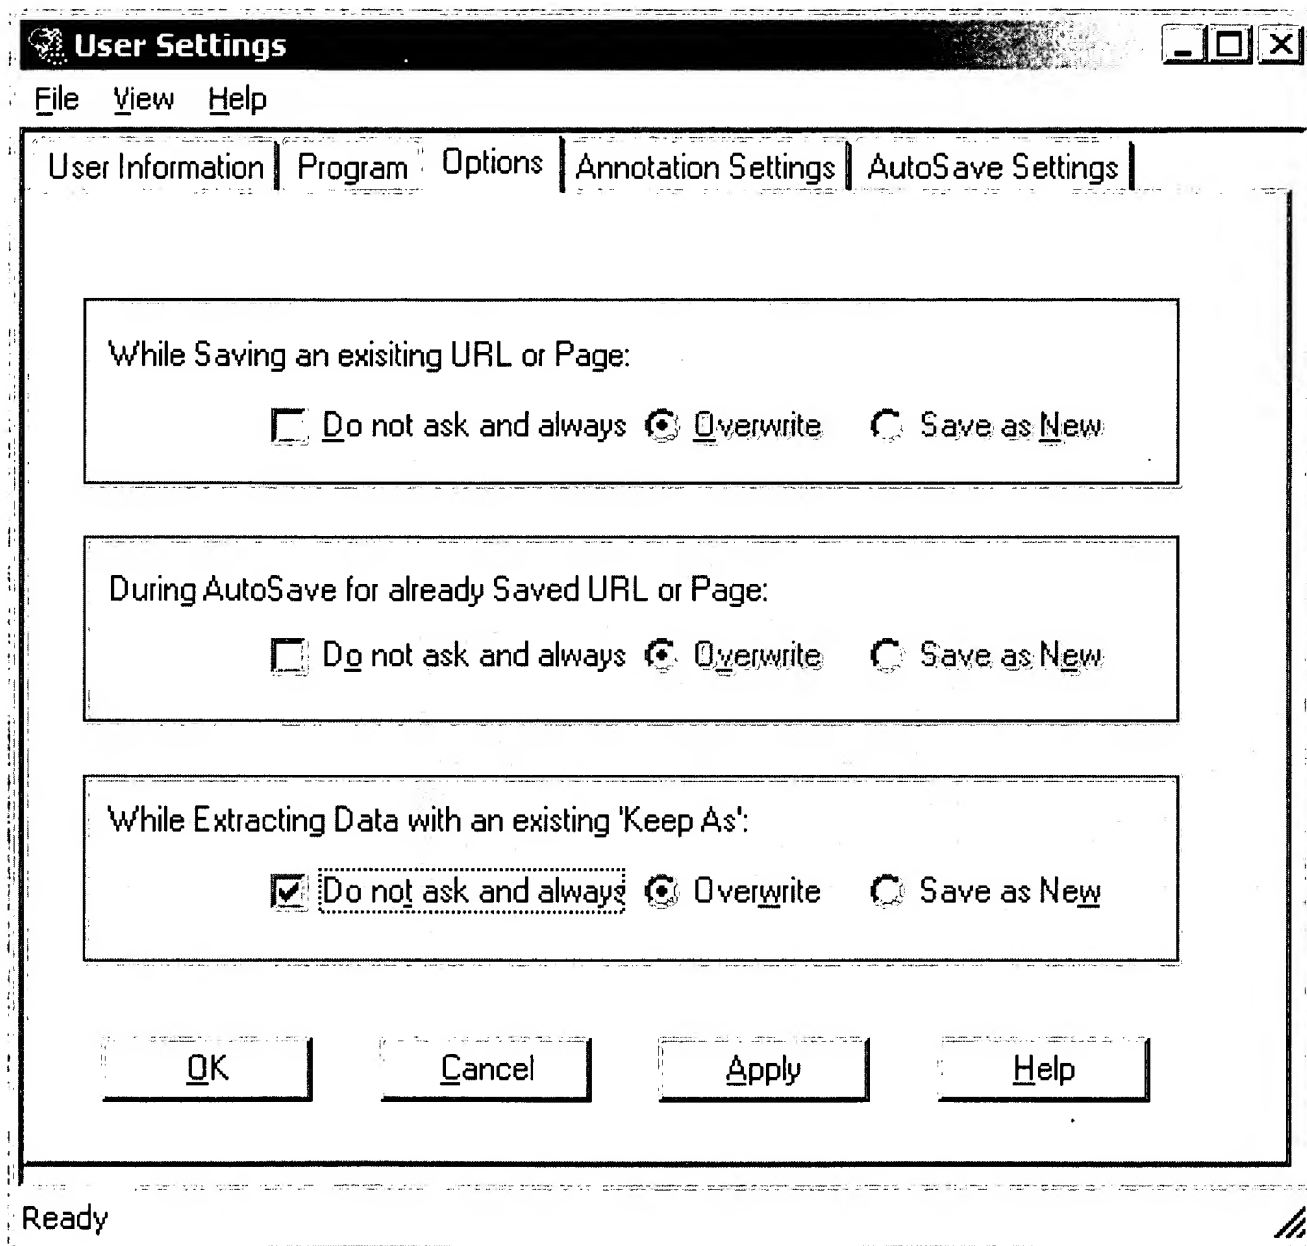 User Settings
File View Help
User Information Program Options Annotation Settings AutoSave Settings
While Saving an exisiting URL or Page:
Do not ask and always Overwrite Save as New
During AutoSave for already Saved URL or Page:
Do not ask and always Overwrite Save as New
While Extracting Data with an existing 'Keep As':
Do not ask and always Overwrite Save as New
OK Cancel Apply Help
Ready